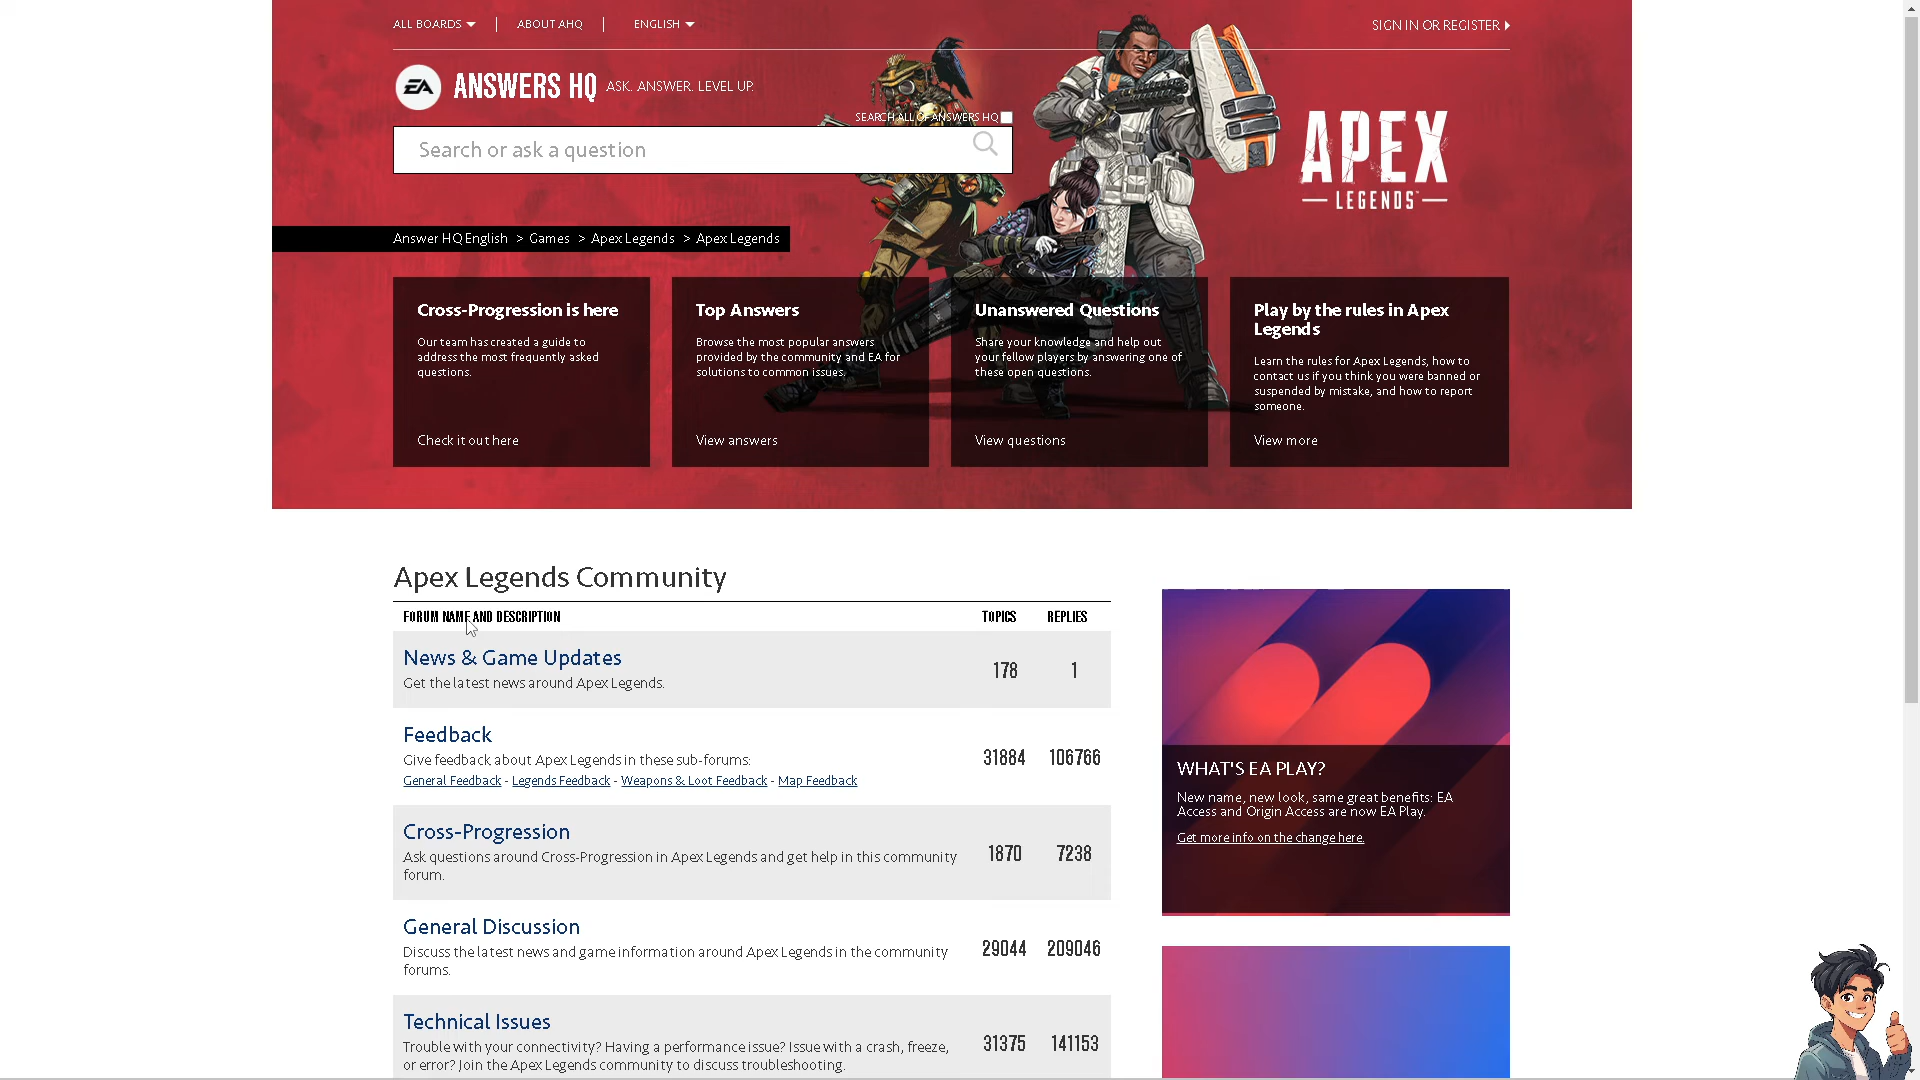 ALL BOARDS
ABOUT AHQ
ENGLISH
SIGN IN OR REGISTER
EA
ANSWERS HQ
ASK. ANSWER. LEVEL UP.
SEARCH ALL OF ANSWERS HQ
Search or ask a question
APEX
LEGENDS
Answer HQ English > Games > Apex Legends > Apex Legends
Cross-Progression is here
Our team has created a guide to
address the most frequently asked
questions.
Check it out here
Top Answers
Browse the most popular answers
provided by the community and EA for
solutions to common issues.
View answers
Unanswered Questions
Share your knowledge and help out
your fellow players by answering one of
these open questions.
View questions
Play by the rules in Apex
Legends
Learn the rules for Apex Legends, how to
contact us if you think you were banned or
suspended by mistake, and how to report
someone.
View more
Apex Legends Community
FORUM NAME AND DESCRIPTION TOPICS REPLIES
News & Game Updates
Get the latest news around Apex Legends.
178 1
Feedback
Give feedback about Apex Legends in these sub-forums:
General Feedback - Legends Feedback - Weapons & Loot Feedback - Map Feedback
31884 106766
Cross-Progression
Ask questions around Cross-Progression in Apex Legends and get help in this community
forum.
1870 7238
General Discussion
Discuss the latest news and game information around Apex Legends in the community
forums.
29044 209046
Technical Issues
Trouble with your connectivity? Having a performance issue? Issue with a crash, freeze,
or error? Join the Apex Legends community to discuss troubleshooting.
31375 141153
WHAT'S EA PLAY?
New name, new look, same great benefits: EA
Access and Origin Access are now EA Play.
Get more info on the change here.